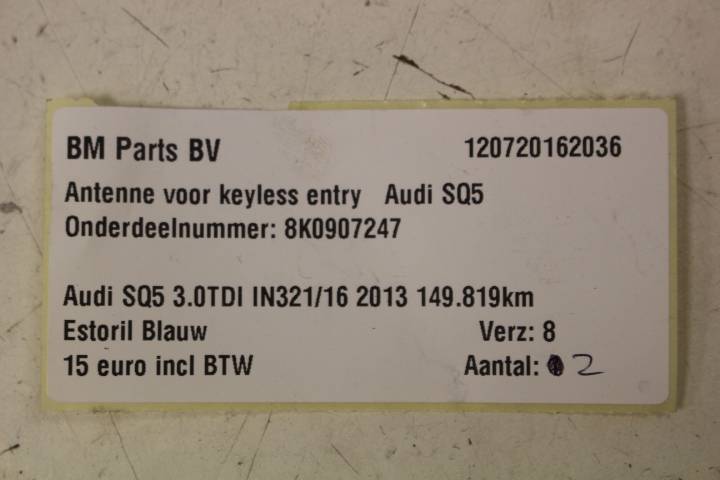 BM Parts BV 120720162036
Antenne voor keyless entry Audi SQ5
Onderdeelnummer: 8K0907247
Audi SQ5 3.0TDI IN321/16 2013 149.819km
Estoril Blauw Verz: 8
15 euro incl BTW Aantal: 2